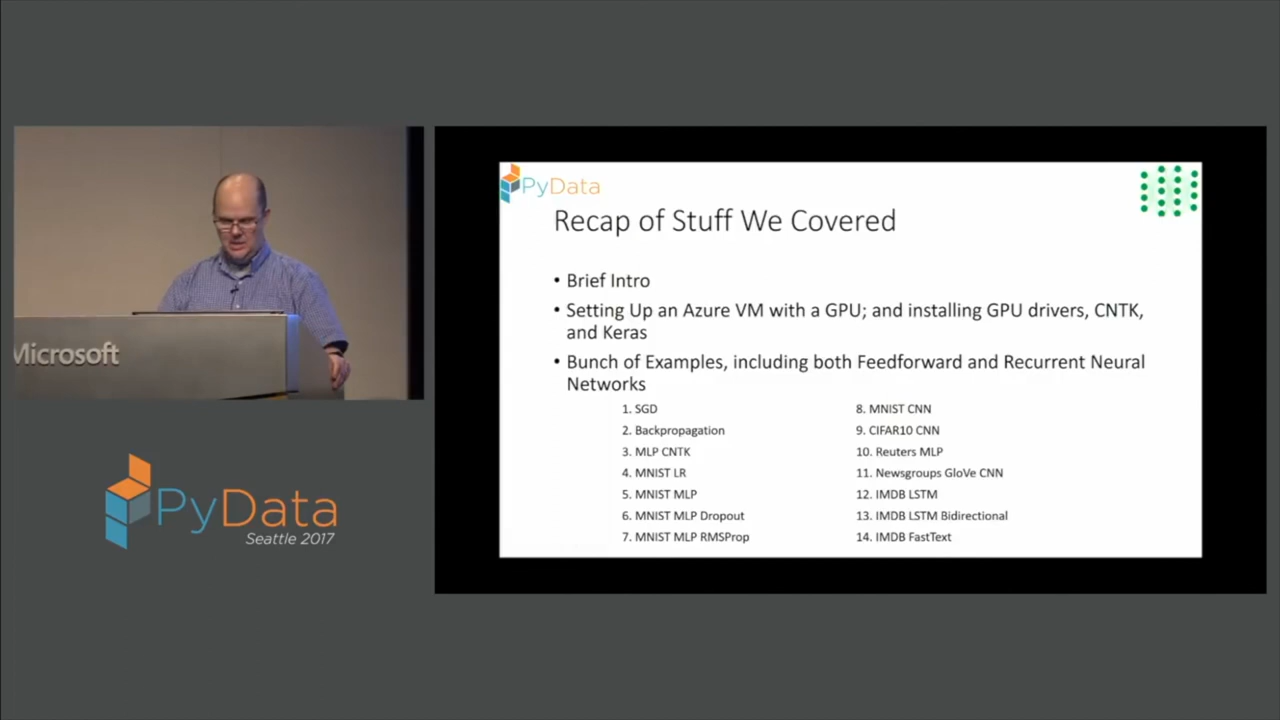 Microsoft
PyData
Seattle 2017
PyData
Recap of Stuff We Covered
• Brief Intro
• Setting Up an Azure VM with a GPU; and installing GPU drivers, CNTK,
and Keras
• Bunch of Examples, including both Feedforward and Recurrent Neural
Networks
1. SGD
2. Backpropagation
3. MLP CNTK
4. MNIST LR
5. MNIST MLP
6. MNIST MLP Dropout
7. MNIST MLP RMSProp
8. MNIST CNN
9. CIFAR10 CNN
10. Reuters MLP
11. Newsgroups GloVe CNN
12. IMDB LSTM
13. IMDB LSTM Bidirectional
14. IMDB FastText